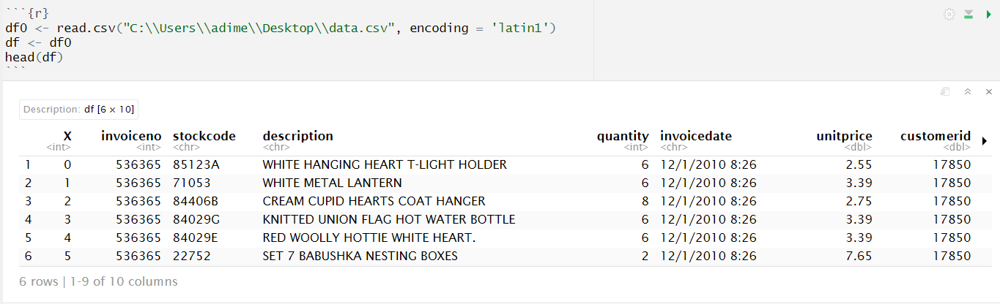 ```{r}
df0 <- read.csv("C:\\Users\\adime\\Desktop\\data.csv", encoding = 'latin1')
df <- df0
head(df)
```
Description: df [6 × 10]
X invoiceno stockcode description quantity invoicedate unitprice customerid
<int> <int> <chr> <chr> <int> <chr> <dbl> <dbl>
1 0 536365 85123A WHITE HANGING HEART T-LIGHT HOLDER 6 12/1/2010 8:26 2.55 17850
2 1 536365 71053 WHITE METAL LANTERN 6 12/1/2010 8:26 3.39 17850
3 2 536365 84406B CREAM CUPID HEARTS COAT HANGER 8 12/1/2010 8:26 2.75 17850
4 3 536365 84029G KNITTED UNION FLAG HOT WATER BOTTLE 6 12/1/2010 8:26 3.39 17850
5 4 536365 84029E RED WOOLLY HOTTIE WHITE HEART. 6 12/1/2010 8:26 3.39 17850
6 5 536365 22752 SET 7 BABUSHKA NESTING BOXES 2 12/1/2010 8:26 7.65 17850
6 rows | 1-9 of 10 columns